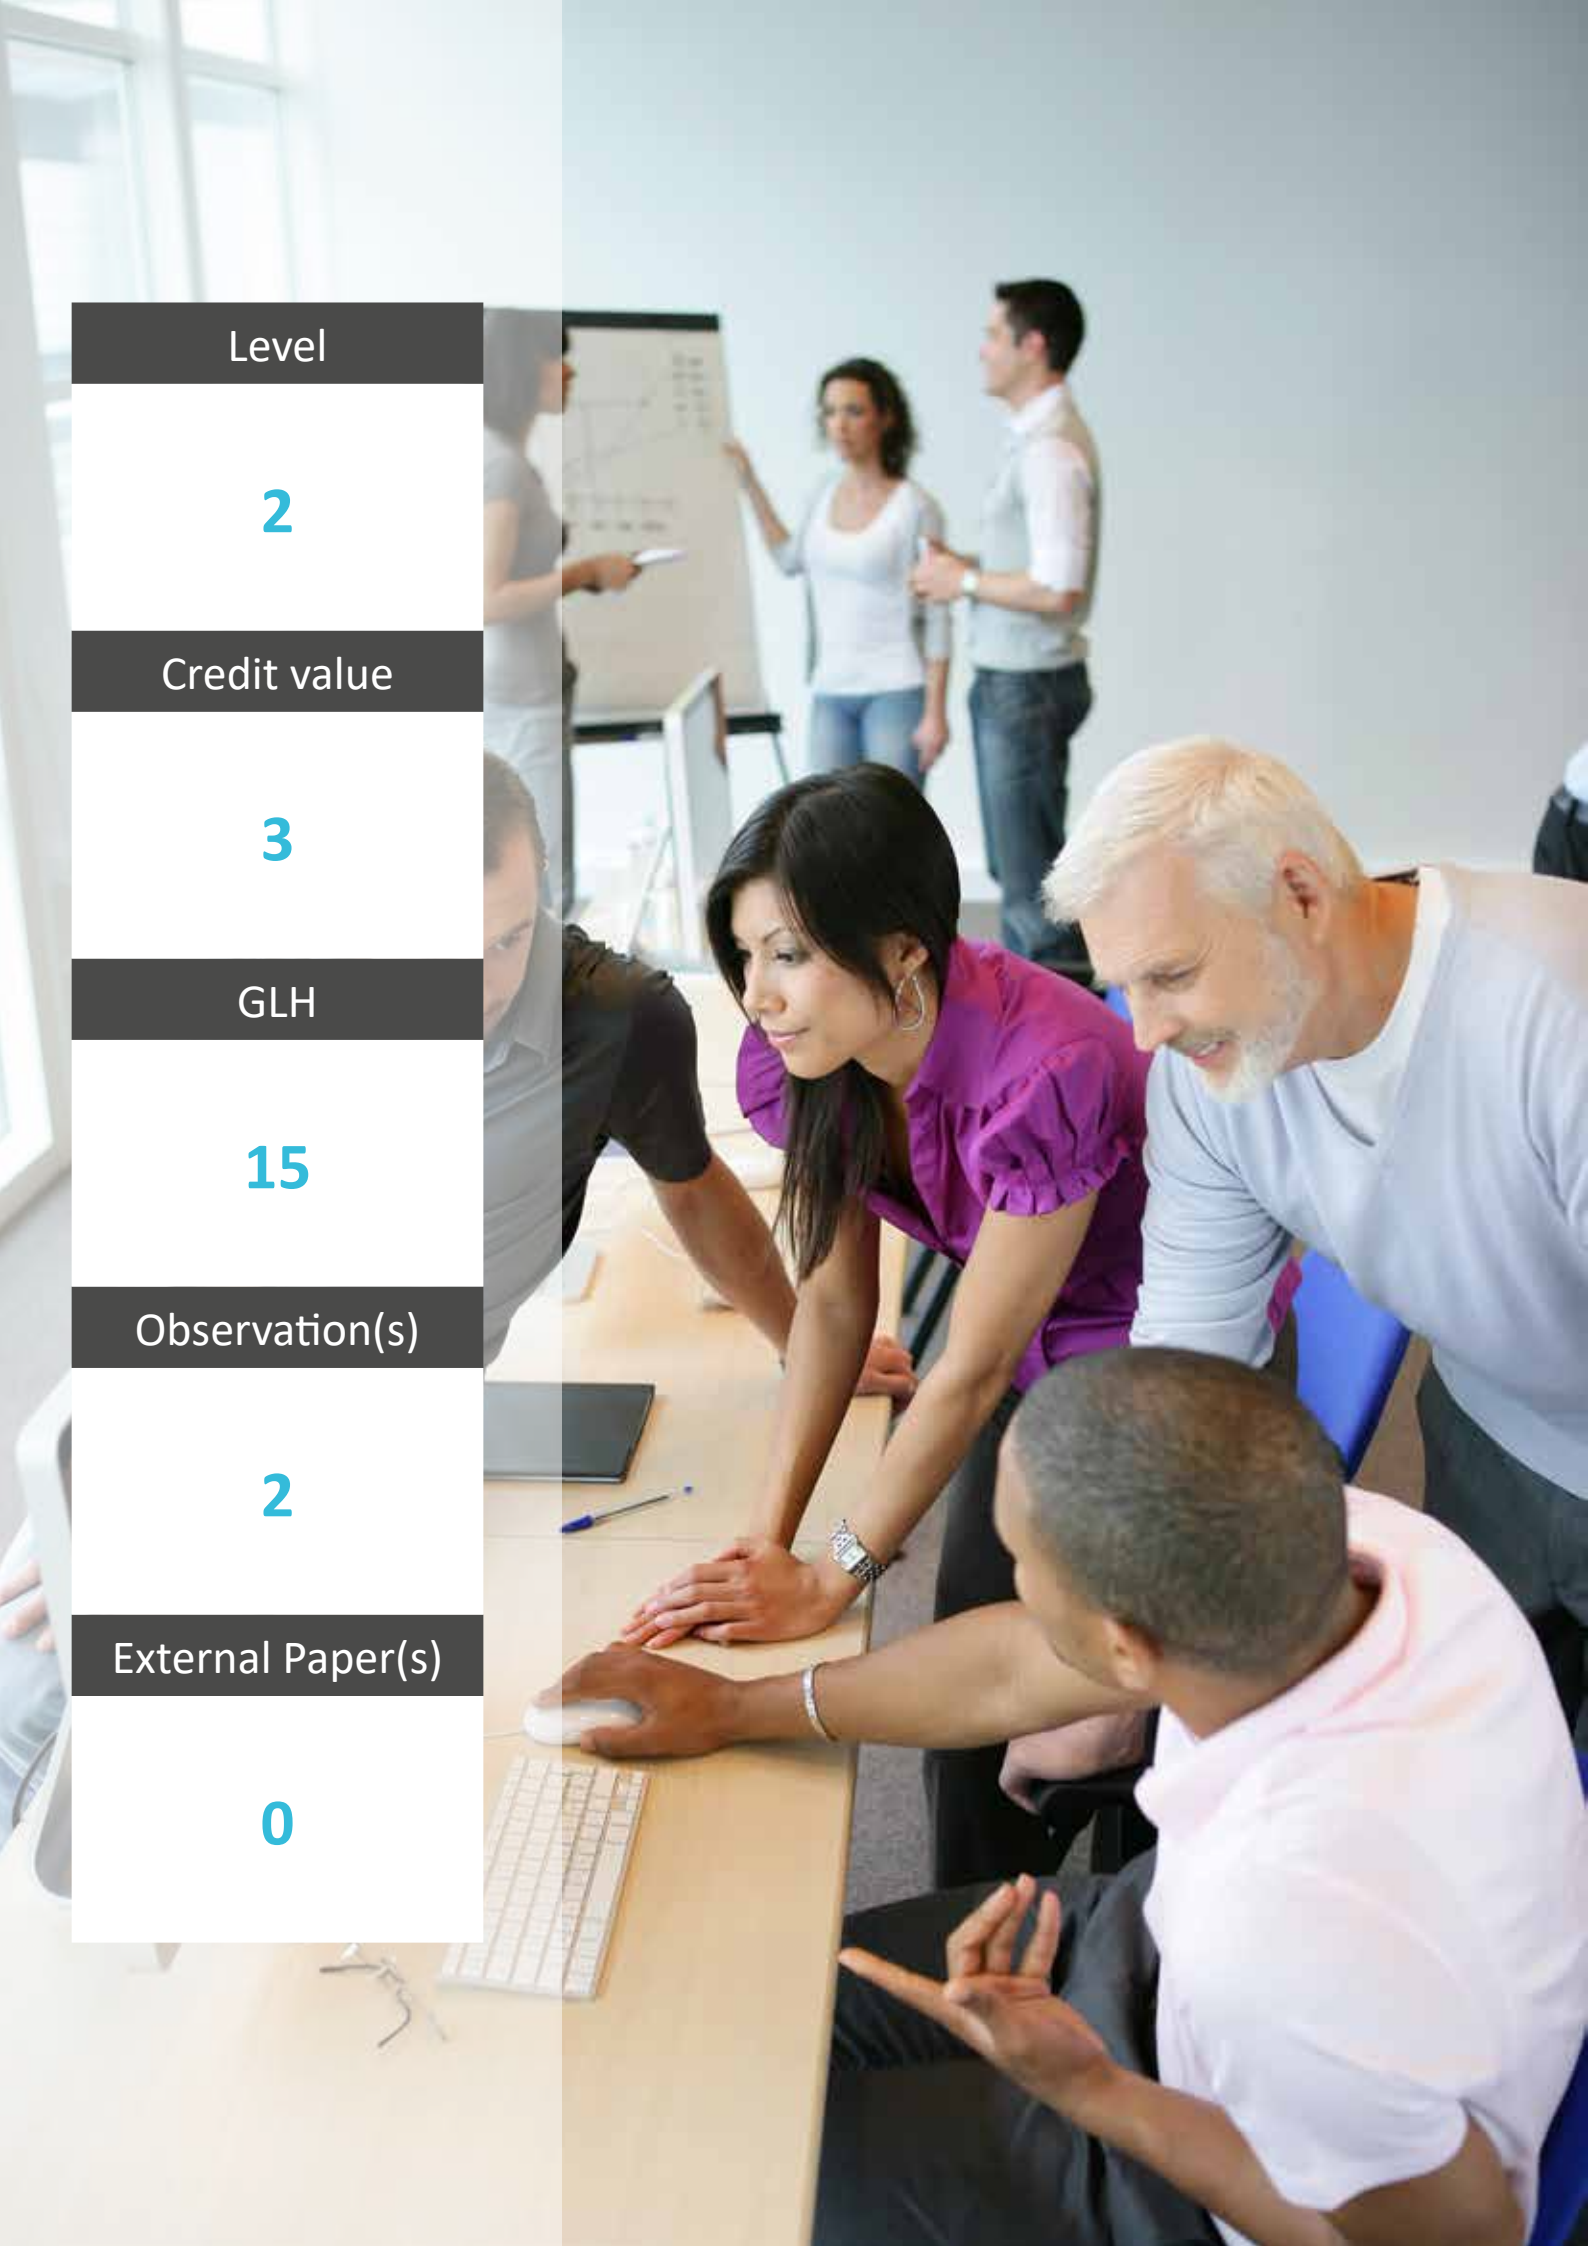 Level
2
Credit value
3
GLH
15
Observation(s)
2
External Paper(s)
0